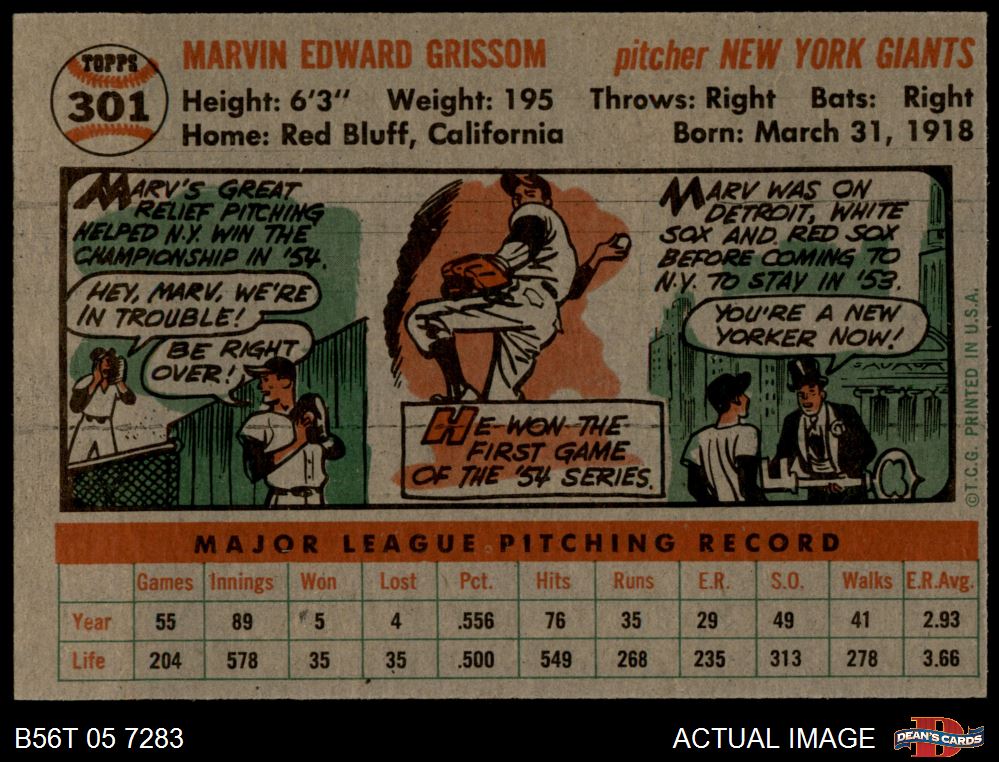 TOPPS
301
MARVIN EDWARD GRISSOM
pitcher NEW YORK GIANTS
Height: 6'3" Weight: 195 Throws: Right Bats: Right
Home: Red Bluff, California Born: March 31, 1918
MARV'S GREAT
RELIEF PITCHING
HELPED N.Y. WIN THE
CHAMPIONSHIP IN '54.
HEY, MARV, WE'RE
IN TROUBLE!
BE RIGHT
OVER!
HE WON THE
FIRST GAME
OF THE '54 SERIES.
MARV WAS ON
DETROIT, WHITE
SOX AND RED SOX
BEFORE COMING TO
N.Y. TO STAY IN '53.
YOU'RE A NEW
YORKER NOW!
©T.C.G. PRINTED IN U.S.A.
MAJOR LEAGUE PITCHING RECORD
Games Innings Won Lost Pct. Hits Runs E.R. S.O. Walks E.R.Avg.
Year 55 89 5 4 .556 76 35 29 49 41 2.93
Life 204 578 35 35 .500 549 268 235 313 278 3.66
B56T 05 7283
ACTUAL IMAGE
DEAN'S CARDS